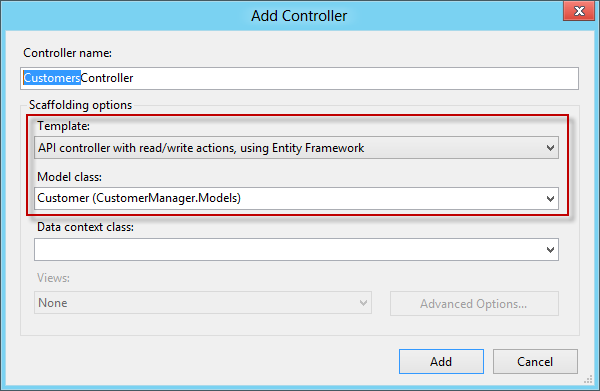 Add Controller
Controller name:
CustomersController
Scaffolding options
Template:
API controller with read/write actions, using Entity Framework
Model class:
Customer (CustomerManager.Models)
Data context class:
Views:
None
Advanced Options...
Add
Cancel